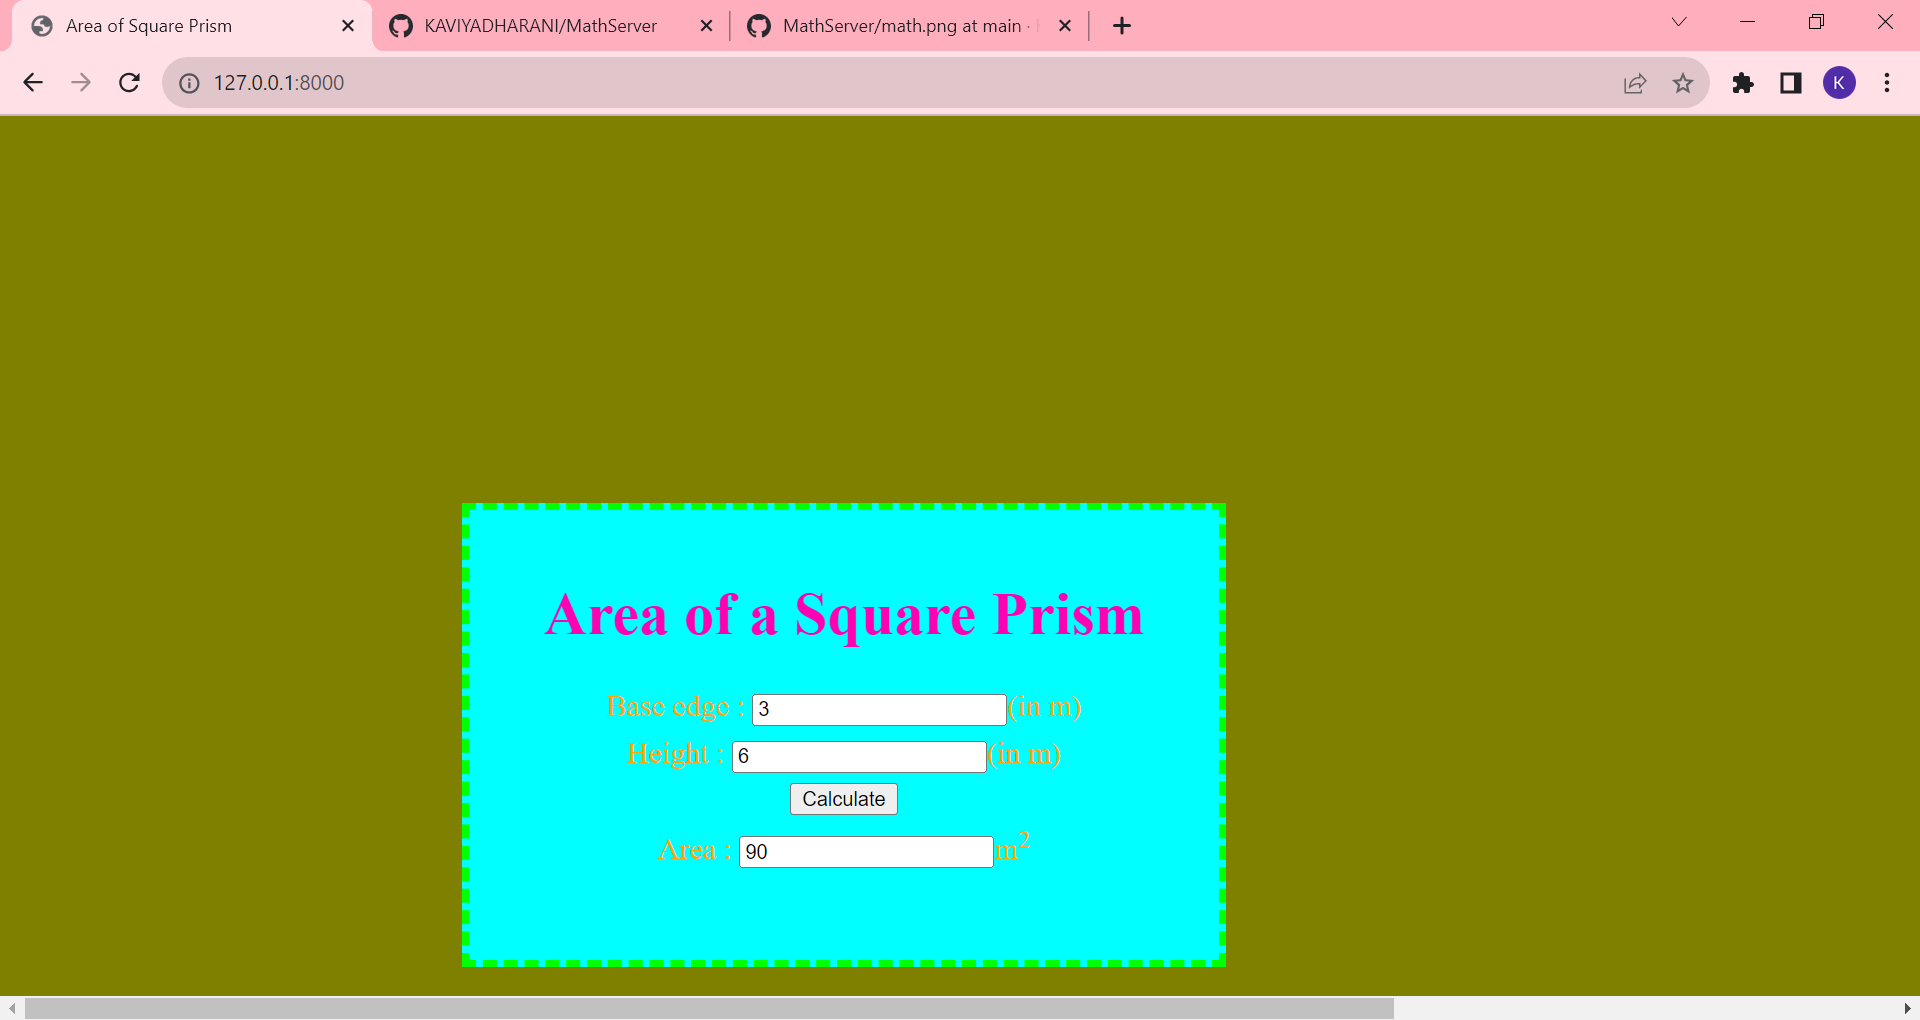 Area of Square Prism
KAVIYADHARANI/MathServer
MathServer/math.png at main ·
127.0.0.1:8000
K
Area of a Square Prism
Base edge : 3 (in m)
Height : 6 (in m)
Calculate
Area : 90 m²